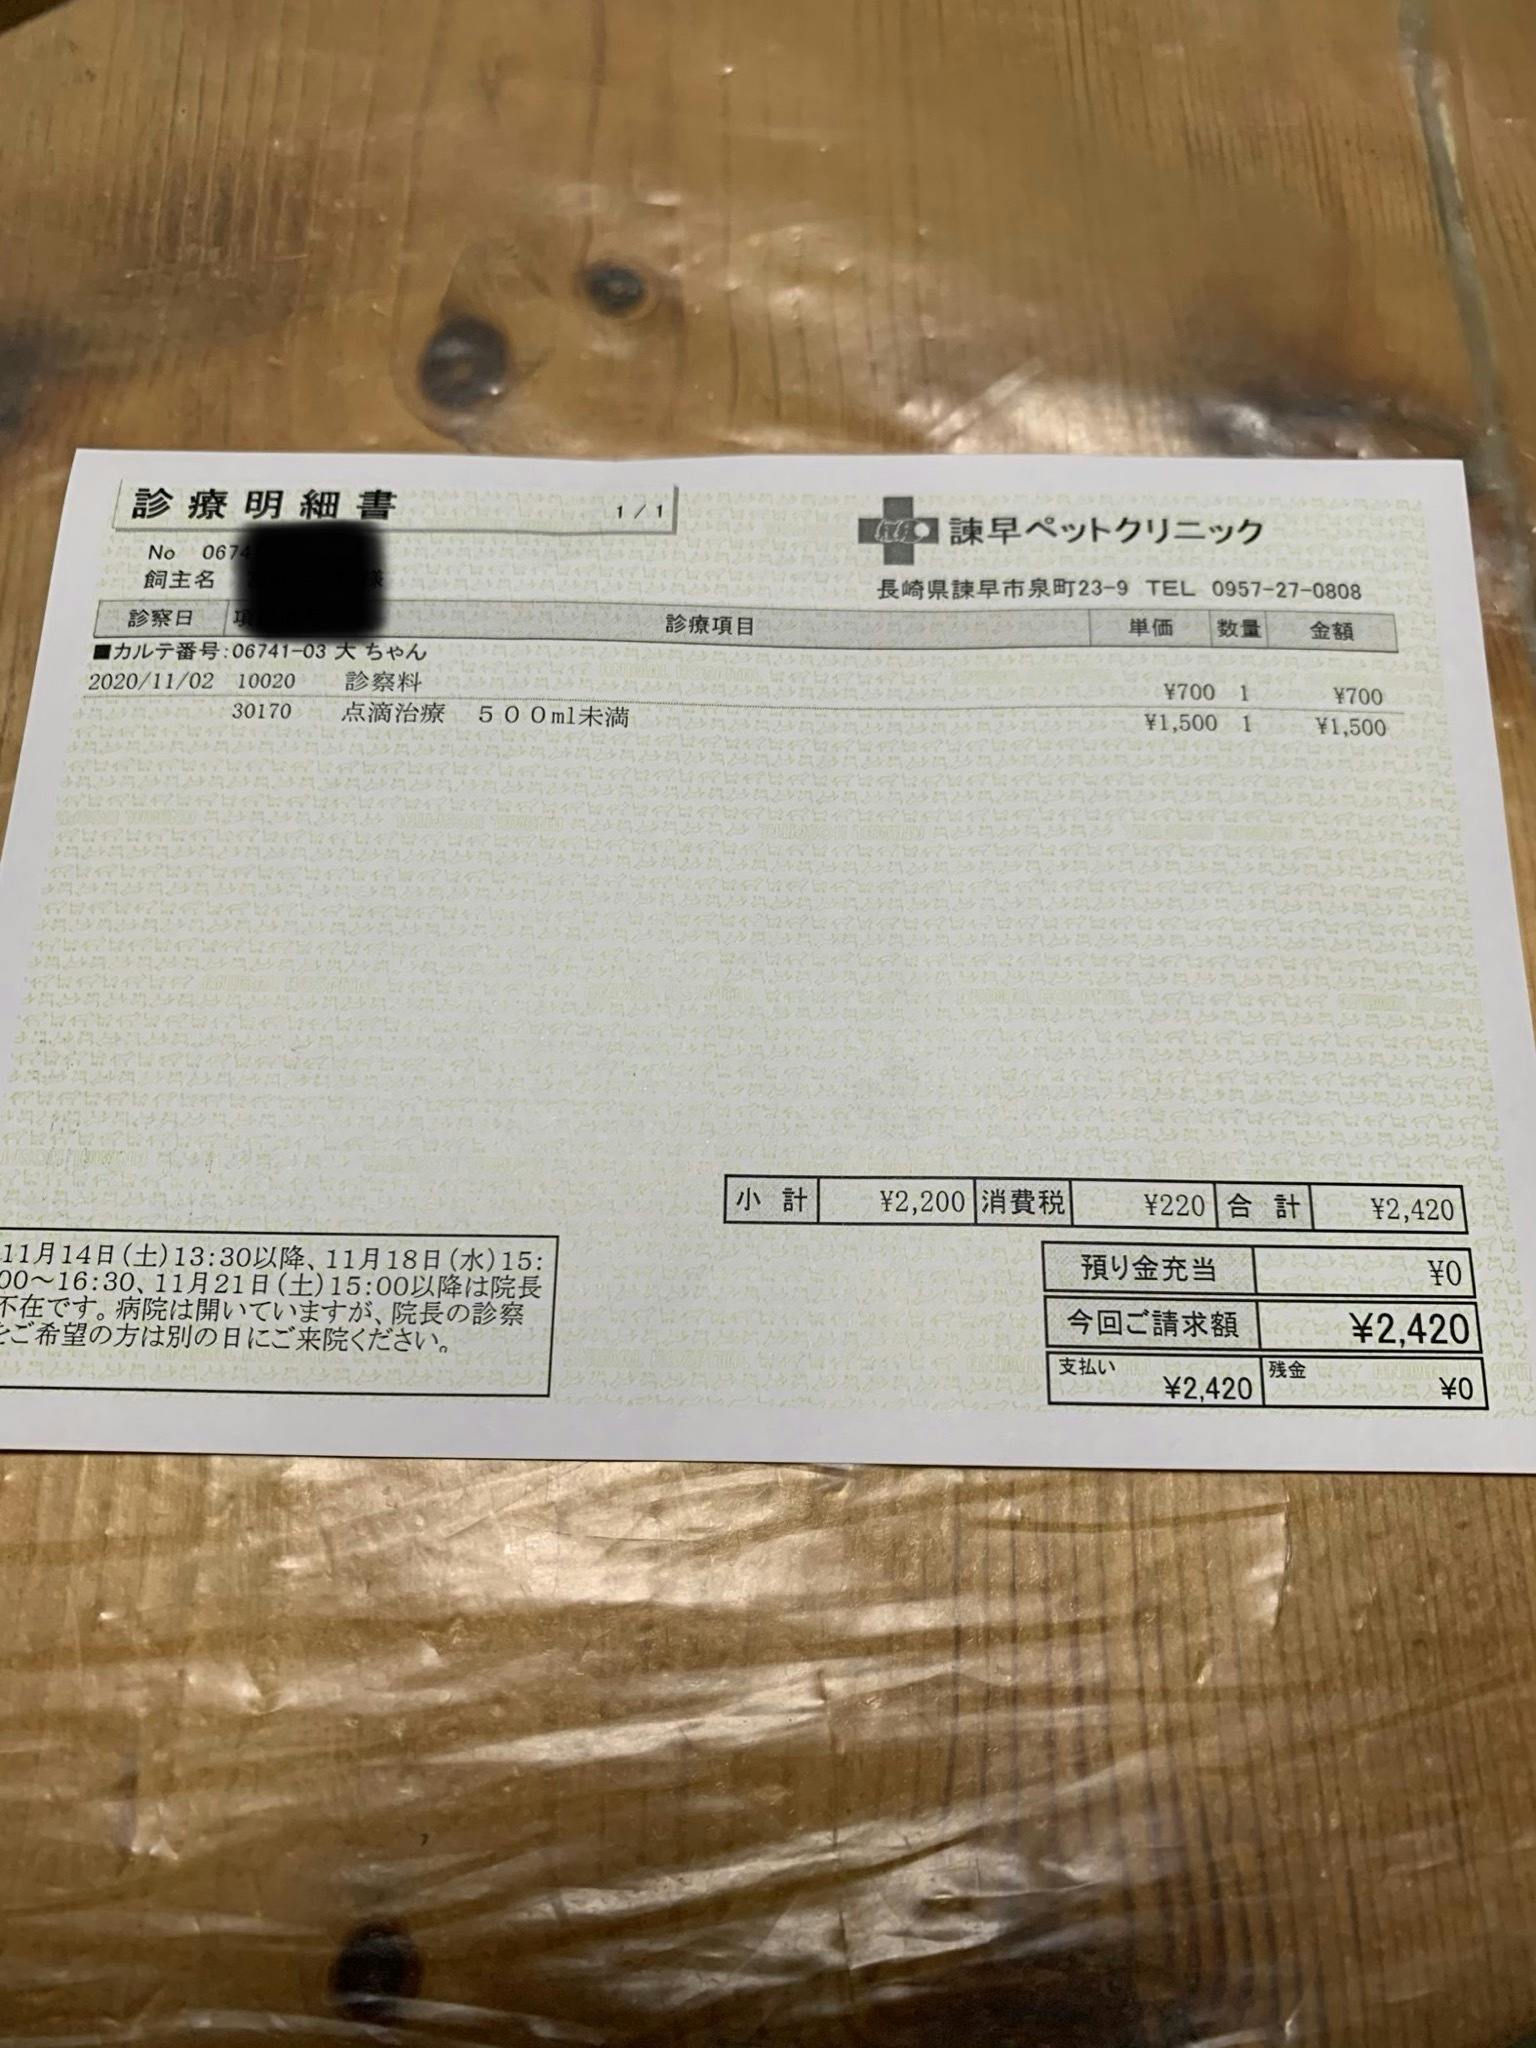 診療明細書
1/1
諫早ペットクリニック
No 0674
長崎県諫早市泉町23-9 TEL 0957-27-0808
飼主名 様
診察日 項 診療項目 単価 数量 金額
■カルテ番号:06741-03 大 ちゃん
2020/11/02 10020 診察料 ¥700 1 ¥700
30170 点滴治療 500ml未満 ¥1,500 1 ¥1,500
小計 ¥2,200 消費税 ¥220 合計 ¥2,420
11月14日(土)13:30以降、11月18日(水)15:
00～16:30、11月21日(土)15:00以降は院長
不在です。病院は開いていますが、院長の診察
をご希望の方は別の日にご来院ください。
預り金充当 ¥0
今回ご請求額 ¥2,420
支払い ¥2,420 残金 ¥0